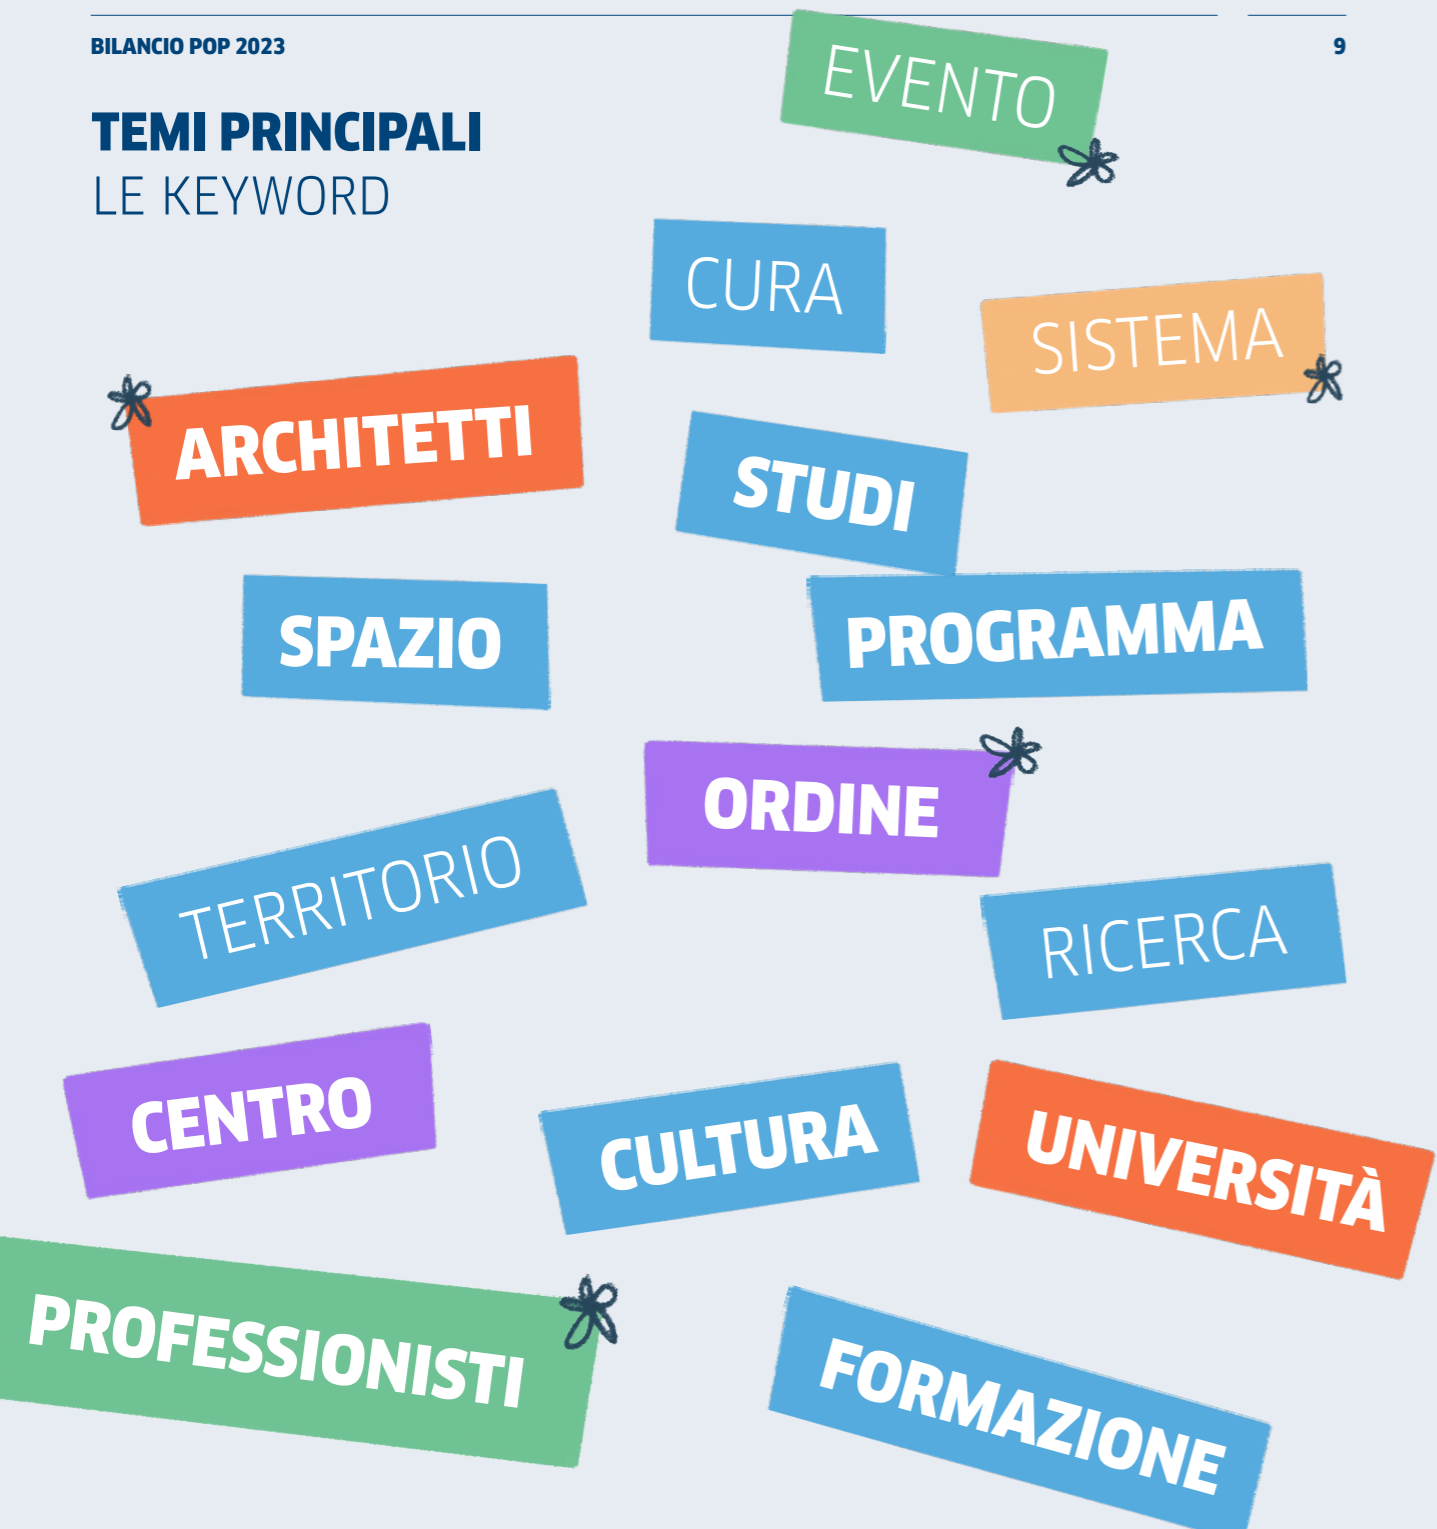 BILANCIO POP 2023
9
TEMI PRINCIPALI
LE KEYWORD
EVENTO
CURA
SISTEMA
ARCHITETTI
STUDI
SPAZIO
PROGRAMMA
ORDINE
TERRITORIO
RICERCA
CENTRO
CULTURA
UNIVERSITÀ
PROFESSIONISTI
FORMAZIONE